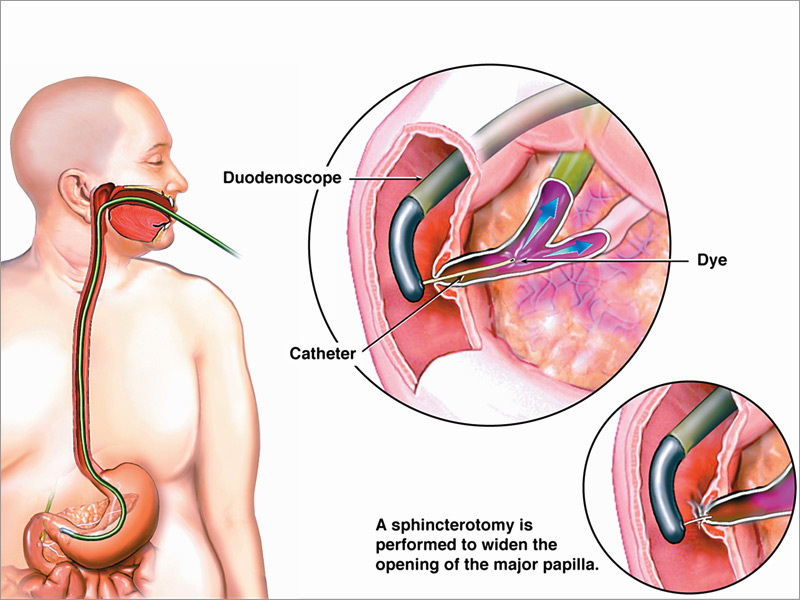 Duodenoscope
Dye
Catheter
A sphincterotomy is
performed to widen the
opening of the major papilla.